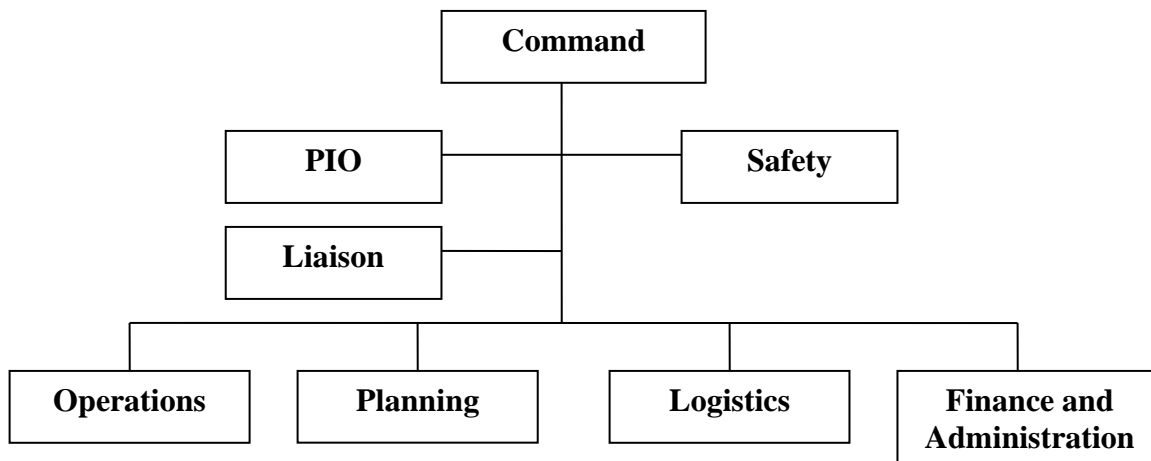 Command
PIO
Safety
Liaison
Operations
Planning
Logistics
Finance and
Administration